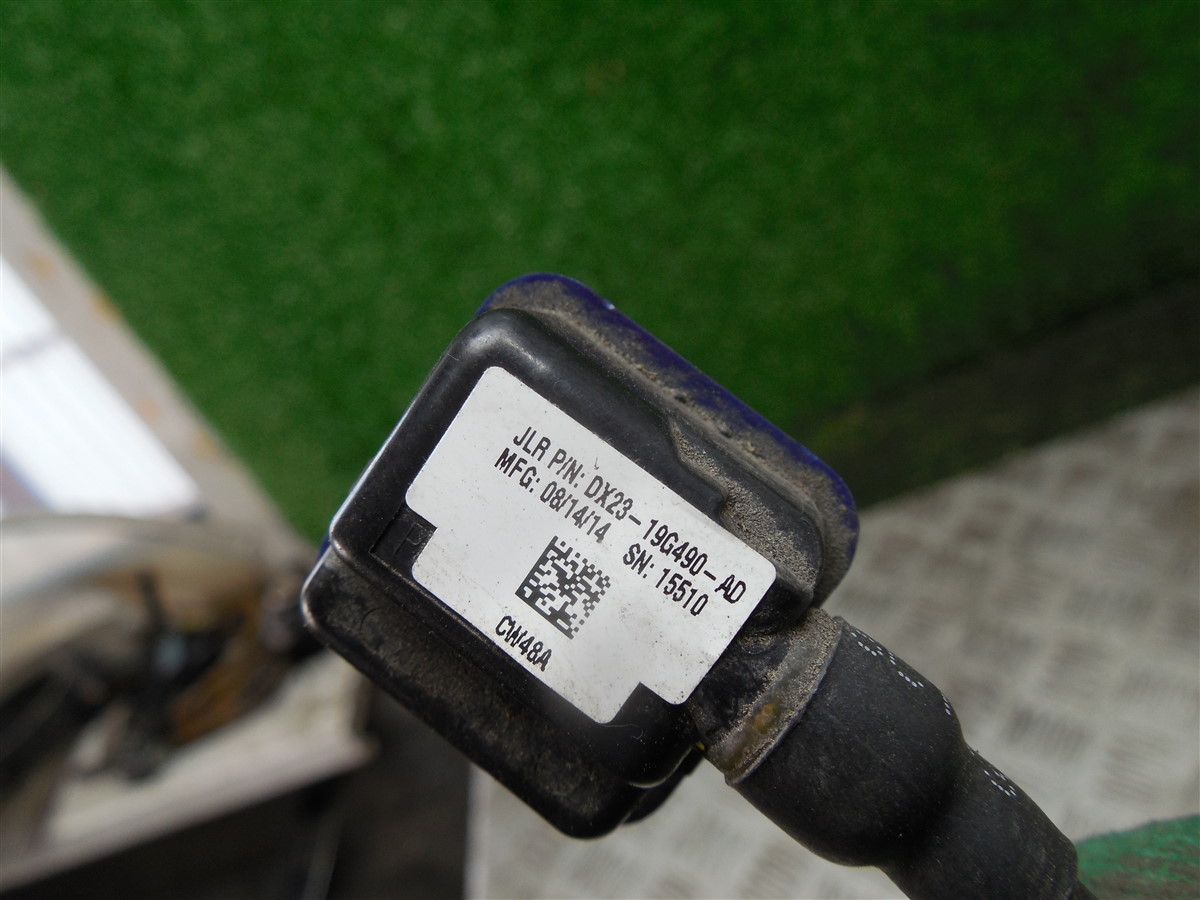 JLR P/N: DX23-19G490-AD
MFG: 08/14/14 SN: 15510
CW48A